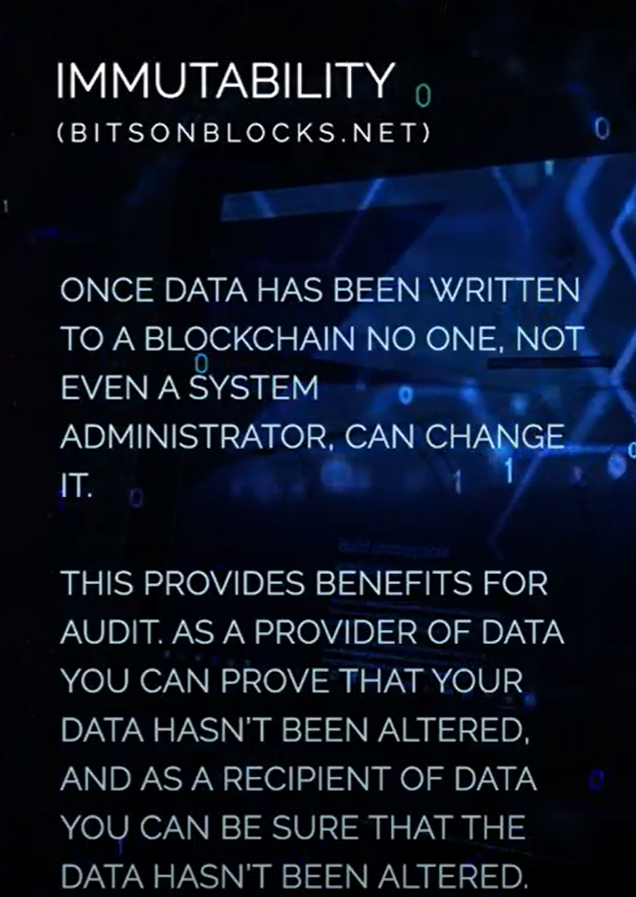 IMMUTABILITY
(BITSONBLOCKS.NET)
ONCE DATA HAS BEEN WRITTEN
TO A BLOCKCHAIN NO ONE, NOT
EVEN A SYSTEM
ADMINISTRATOR, CAN CHANGE
IT.
THIS PROVIDES BENEFITS FOR
AUDIT. AS A PROVIDER OF DATA
YOU CAN PROVE THAT YOUR
DATA HASN'T BEEN ALTERED,
AND AS A RECIPIENT OF DATA
YOU CAN BE SURE THAT THE
DATA HASN'T BEEN ALTERED.